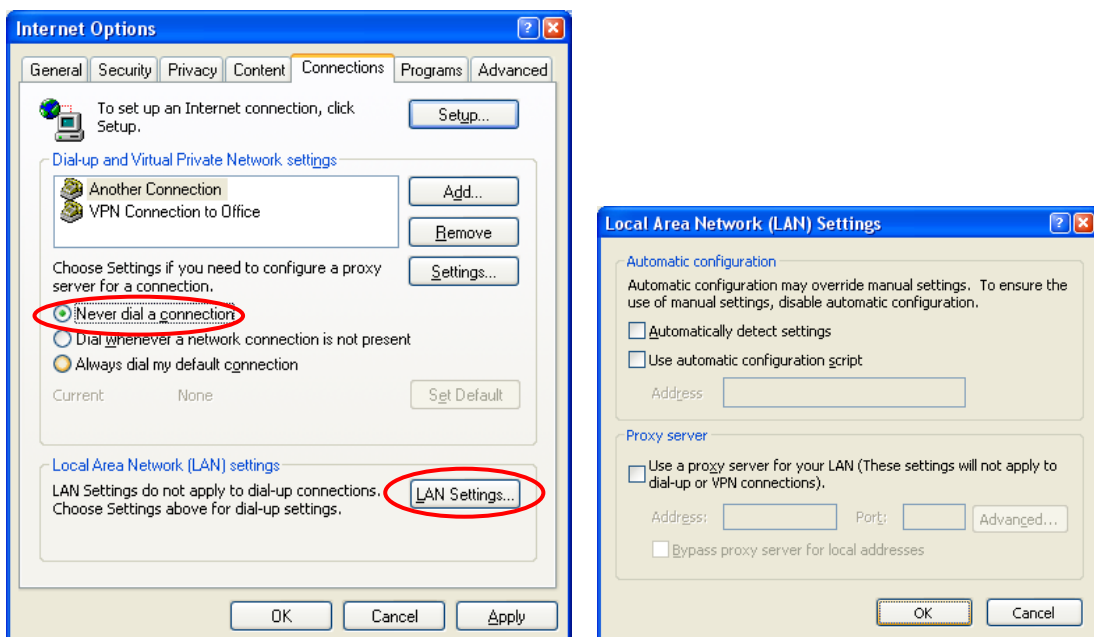 Internet Options
General Security Privacy Content Connections Programs Advanced
To set up an Internet connection, click
Setup.
Setup...
Dial-up and Virtual Private Network settings
Another Connection
VPN Connection to Office
Add...
Remove
Choose Settings if you need to configure a proxy
server for a connection.
Settings...
Never dial a connection
Dial whenever a network connection is not present
Always dial my default connection
Current None
Set Default
Local Area Network (LAN) settings
LAN Settings do not apply to dial-up connections.
Choose Settings above for dial-up settings.
LAN Settings...
OK Cancel Apply
Local Area Network (LAN) Settings
Automatic configuration
Automatic configuration may override manual settings. To ensure the
use of manual settings, disable automatic configuration.
Automatically detect settings
Use automatic configuration script
Address
Proxy server
Use a proxy server for your LAN (These settings will not apply to
dial-up or VPN connections).
Address: Port: Advanced...
Bypass proxy server for local addresses
OK Cancel